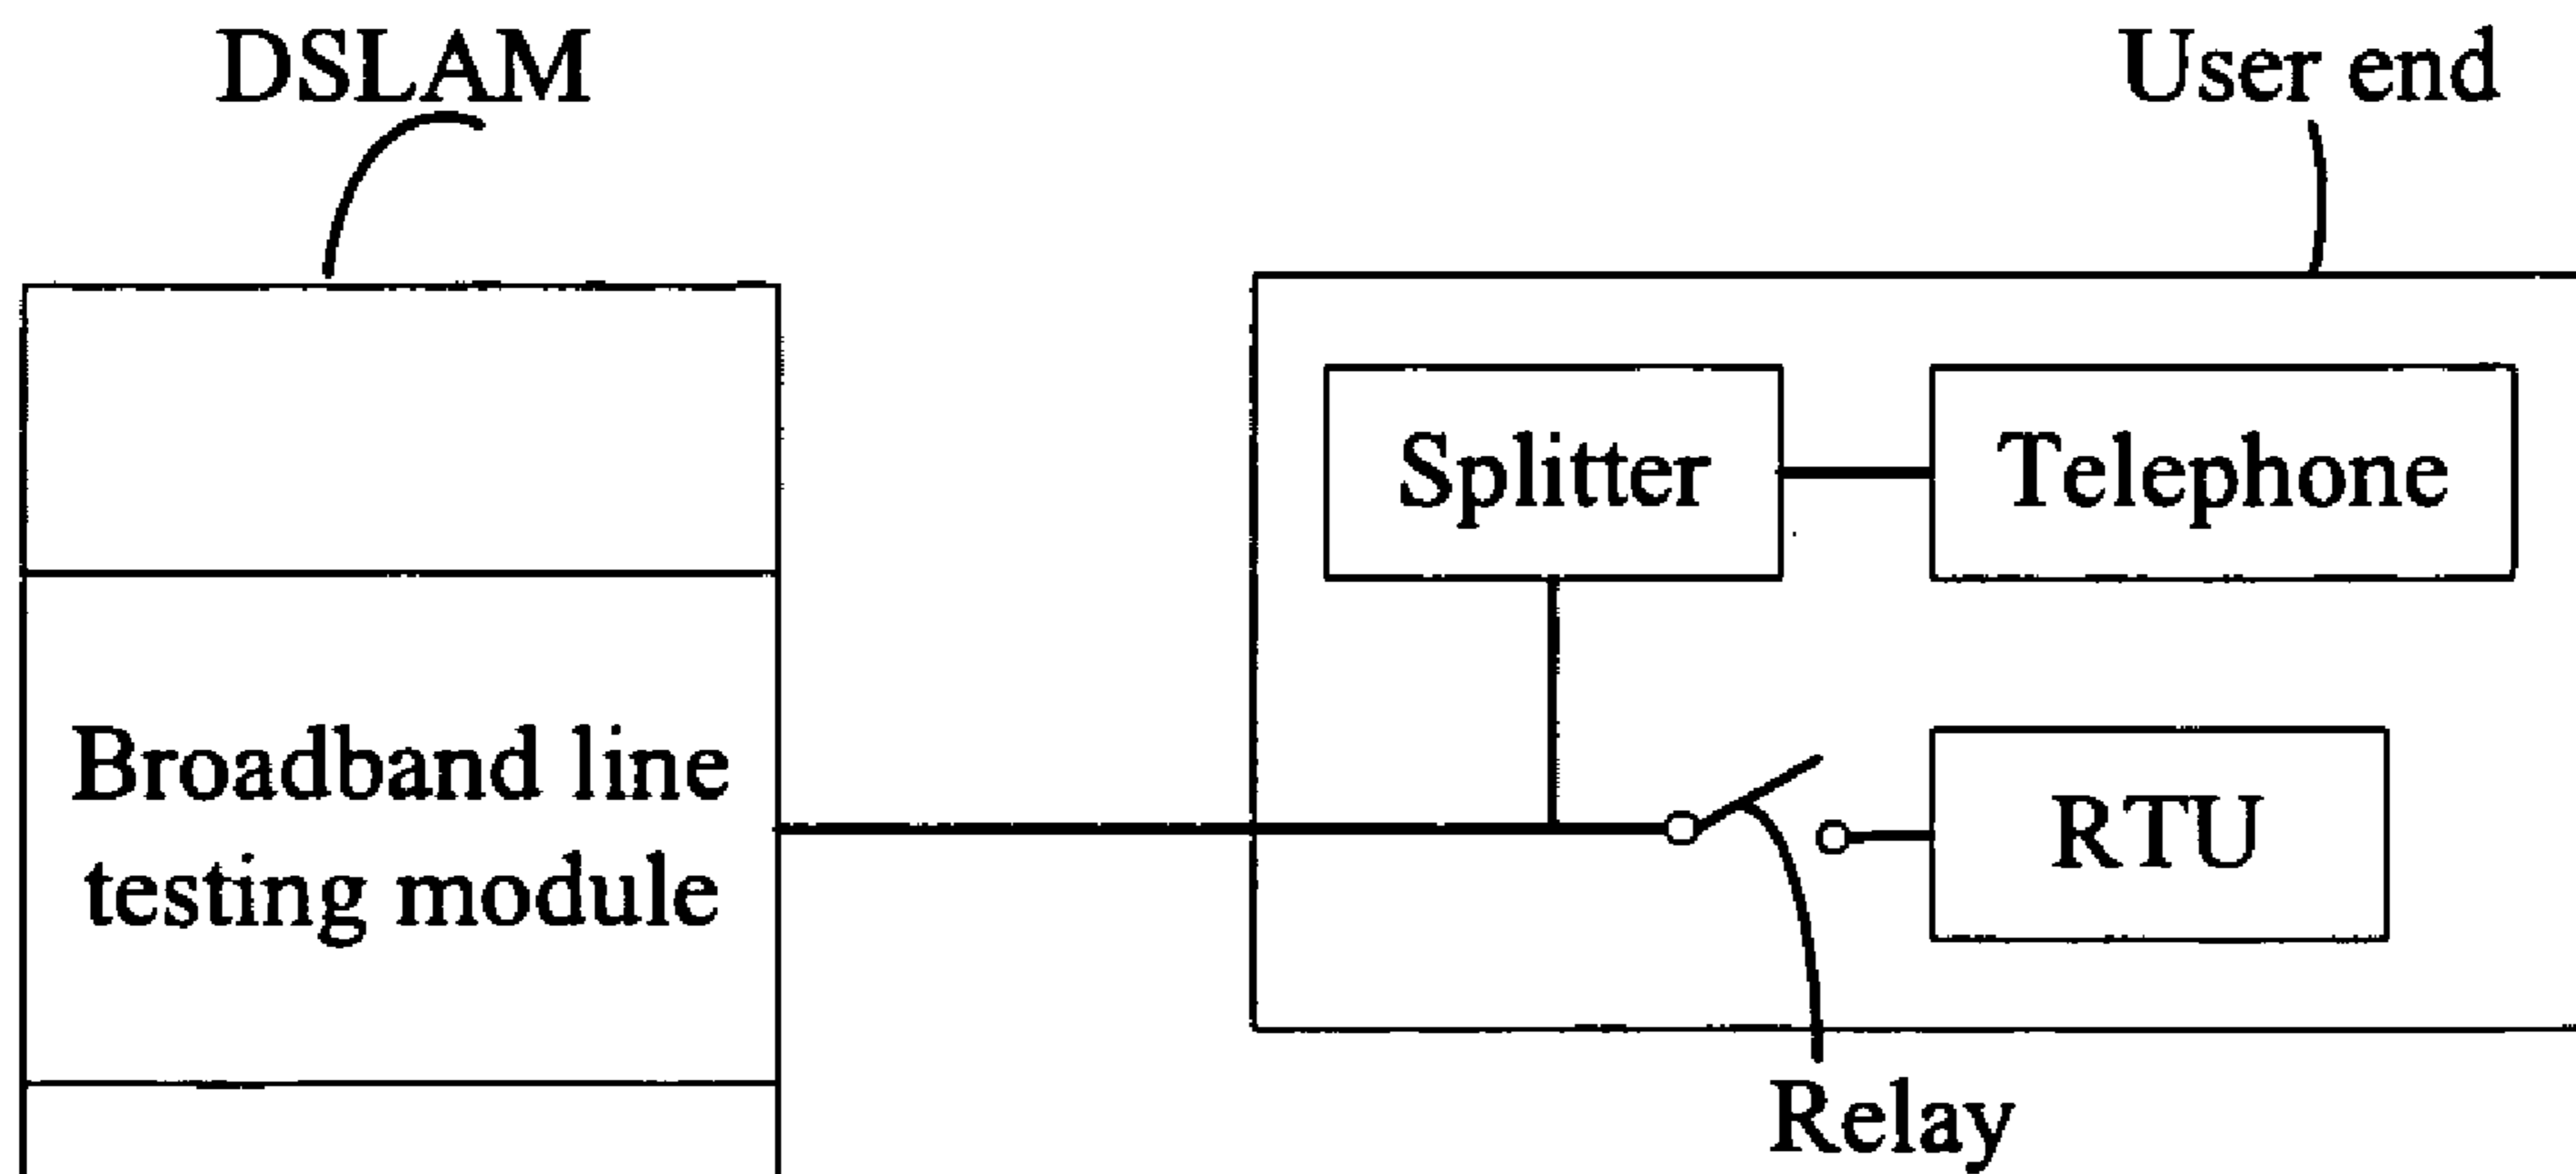 DSLAM
User end
Splitter
Telephone
Broadband line
testing module
RTU
Relay